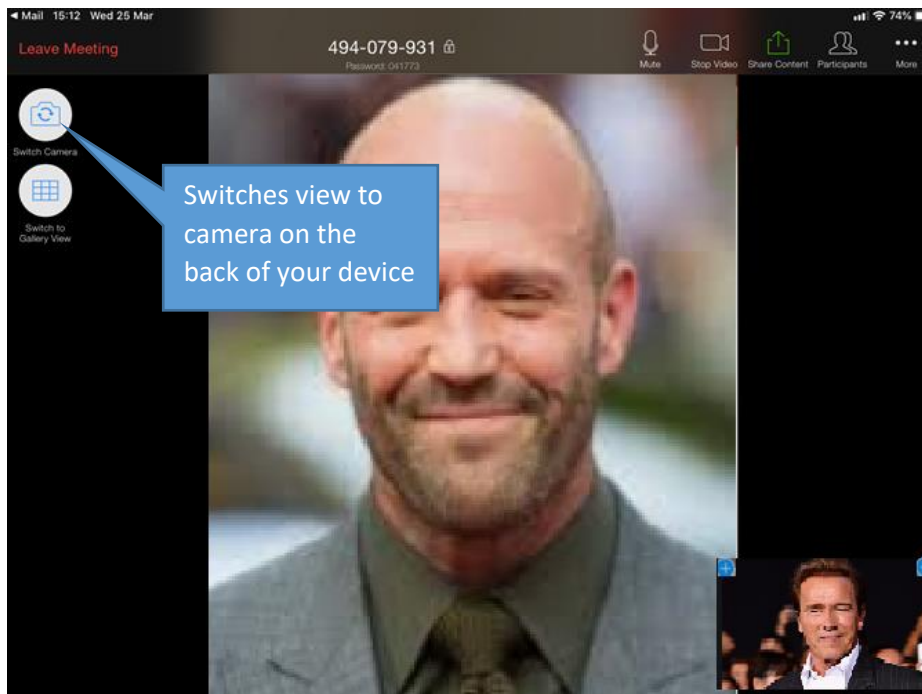 Mail 15:12 Wed 25 Mar 74%
Leave Meeting
494-079-931
Password: 041773
Mute Stop Video Share Content Participants More
Switch Camera
Switch to
Gallery View
Switches view to
camera on the
back of your device